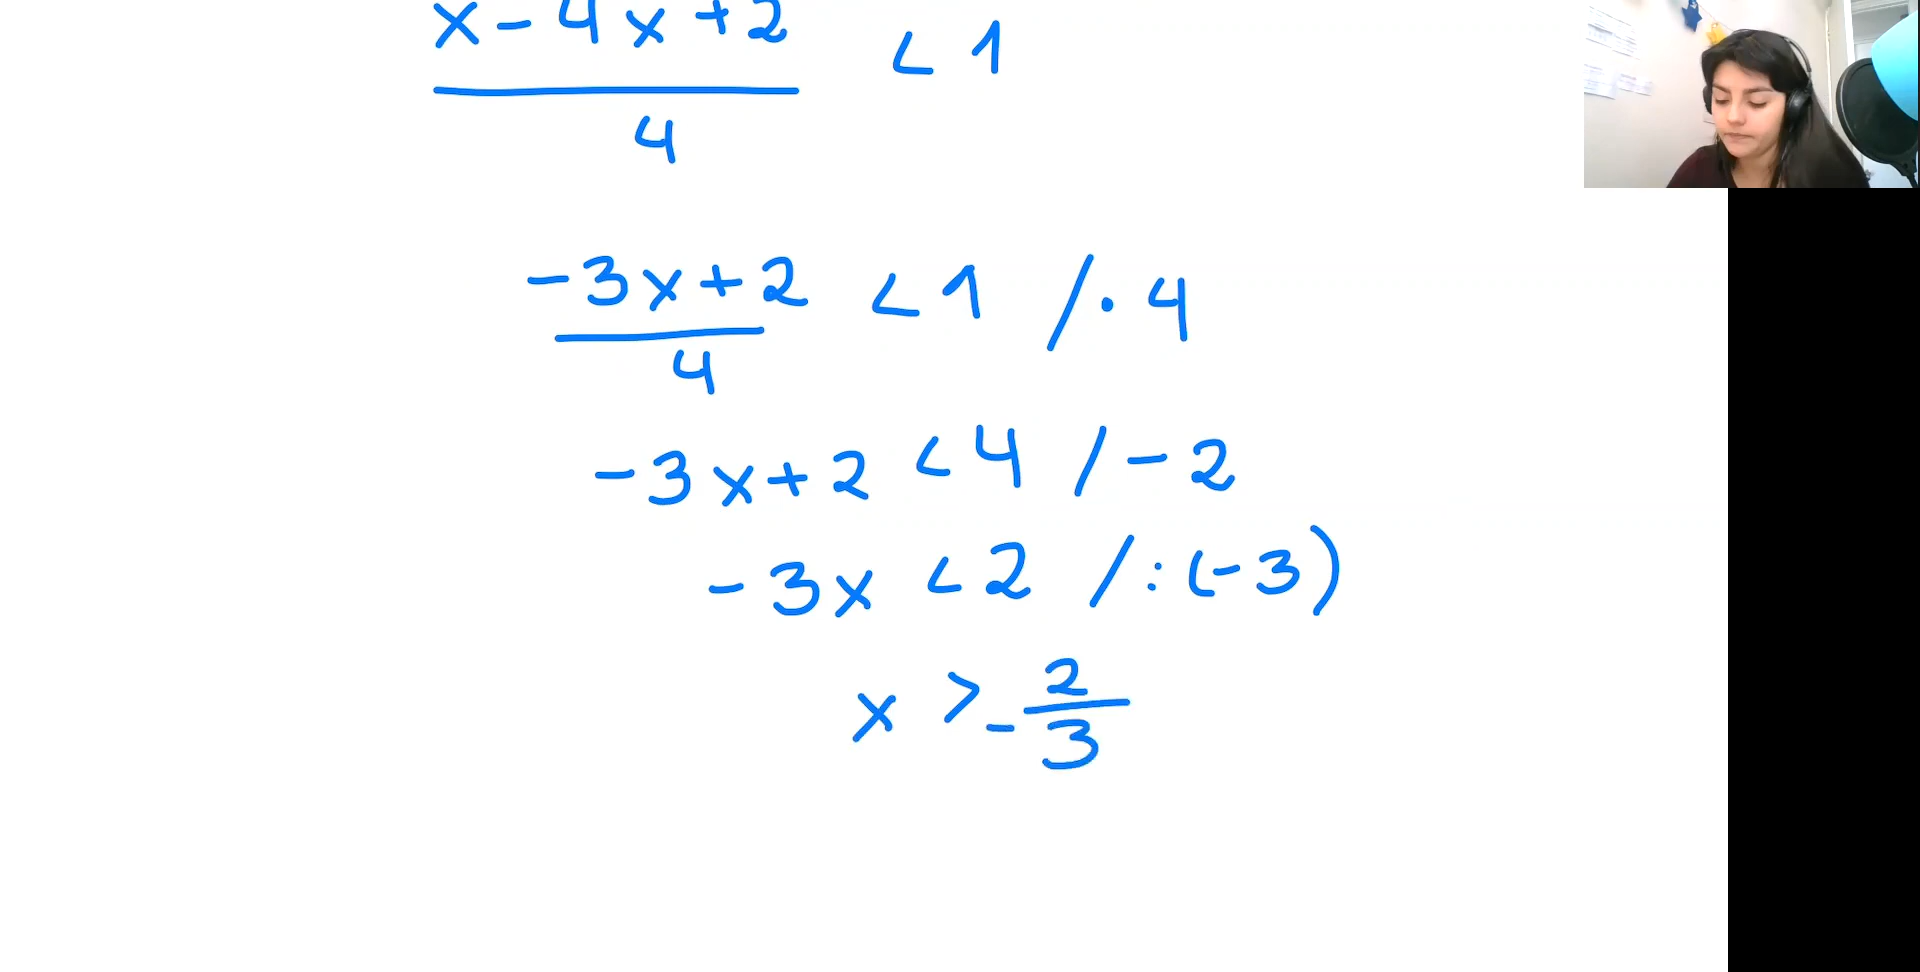 x - 4x + 2
4
< 1
-3x + 2
4
< 1 / · 4
-3x + 2 < 4 / - 2
-3x < 2 / : (-3)
x > - 2
3